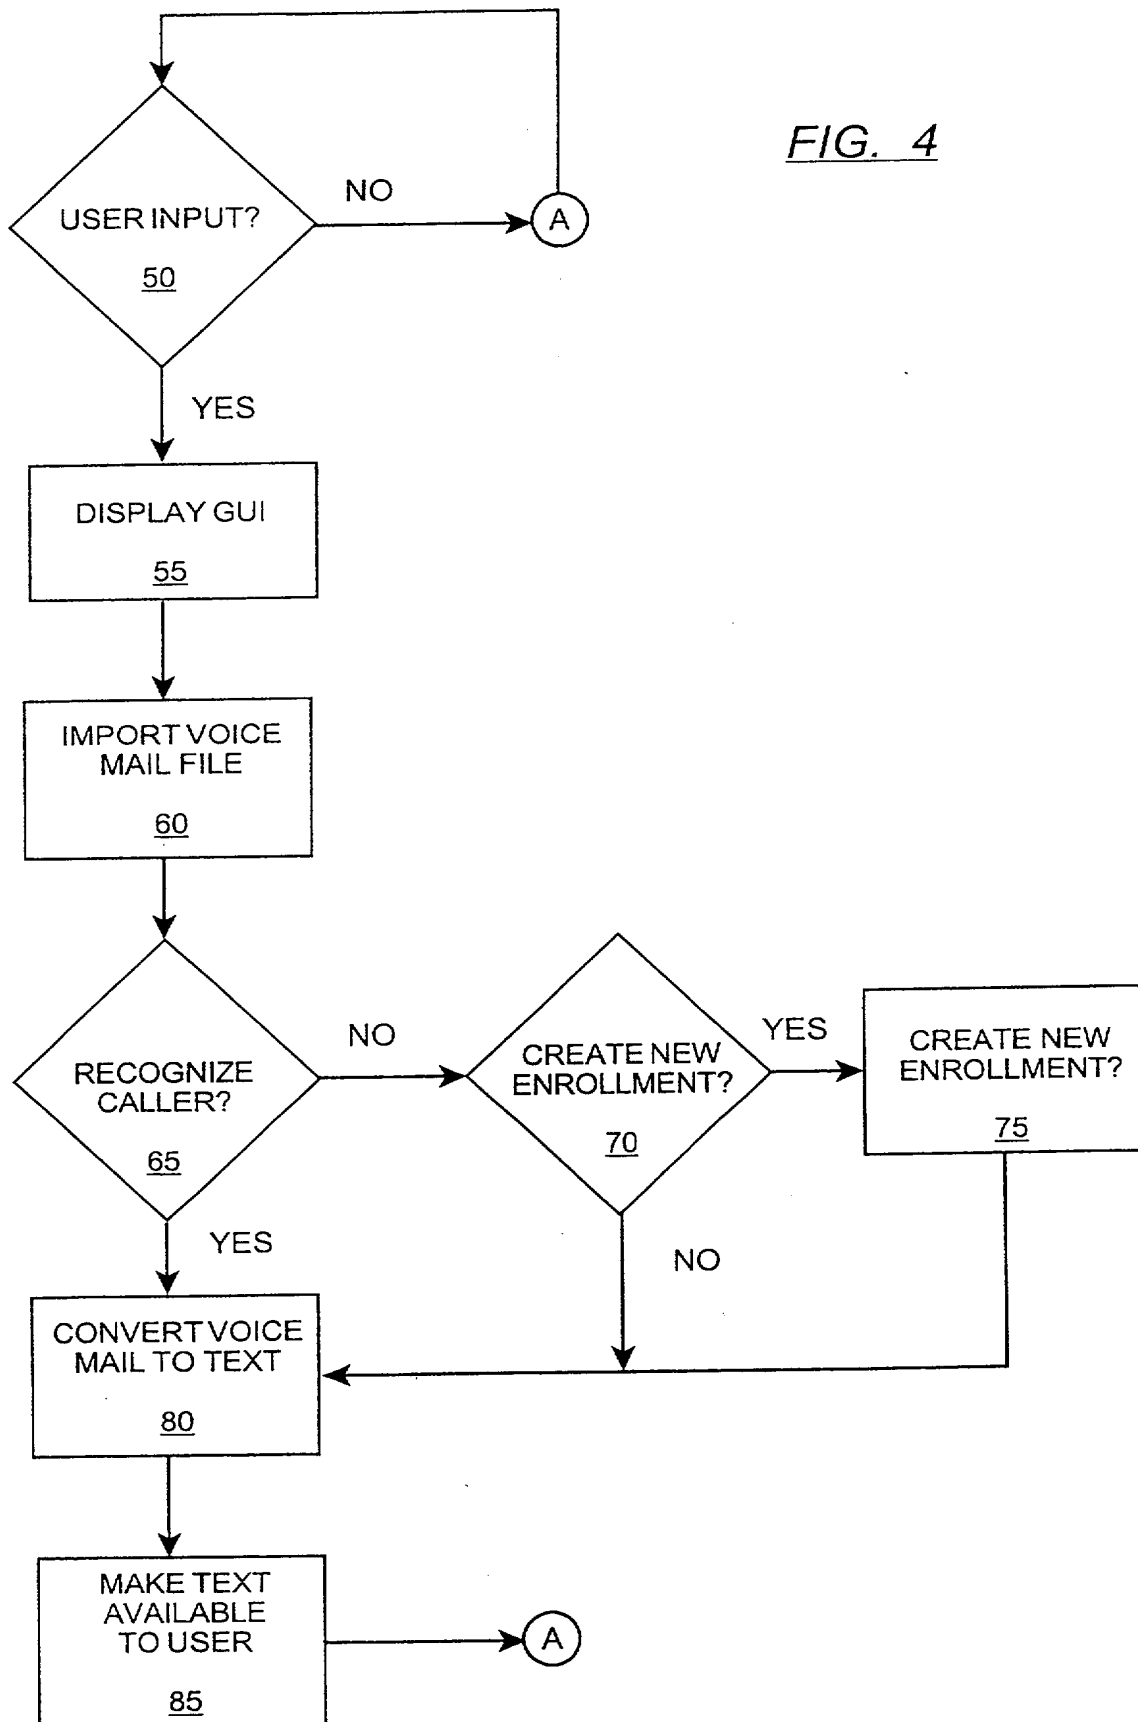 FIG. 4
USER INPUT?
50
NO
A
YES
DISPLAY GUI
55
IMPORT VOICE
MAIL FILE
60
RECOGNIZE
CALLER?
65
NO
CREATE NEW
ENROLLMENT?
70
YES
CREATE NEW
ENROLLMENT?
75
YES
NO
CONVERT VOICE
MAIL TO TEXT
80
MAKE TEXT
AVAILABLE
TO USER
85
A